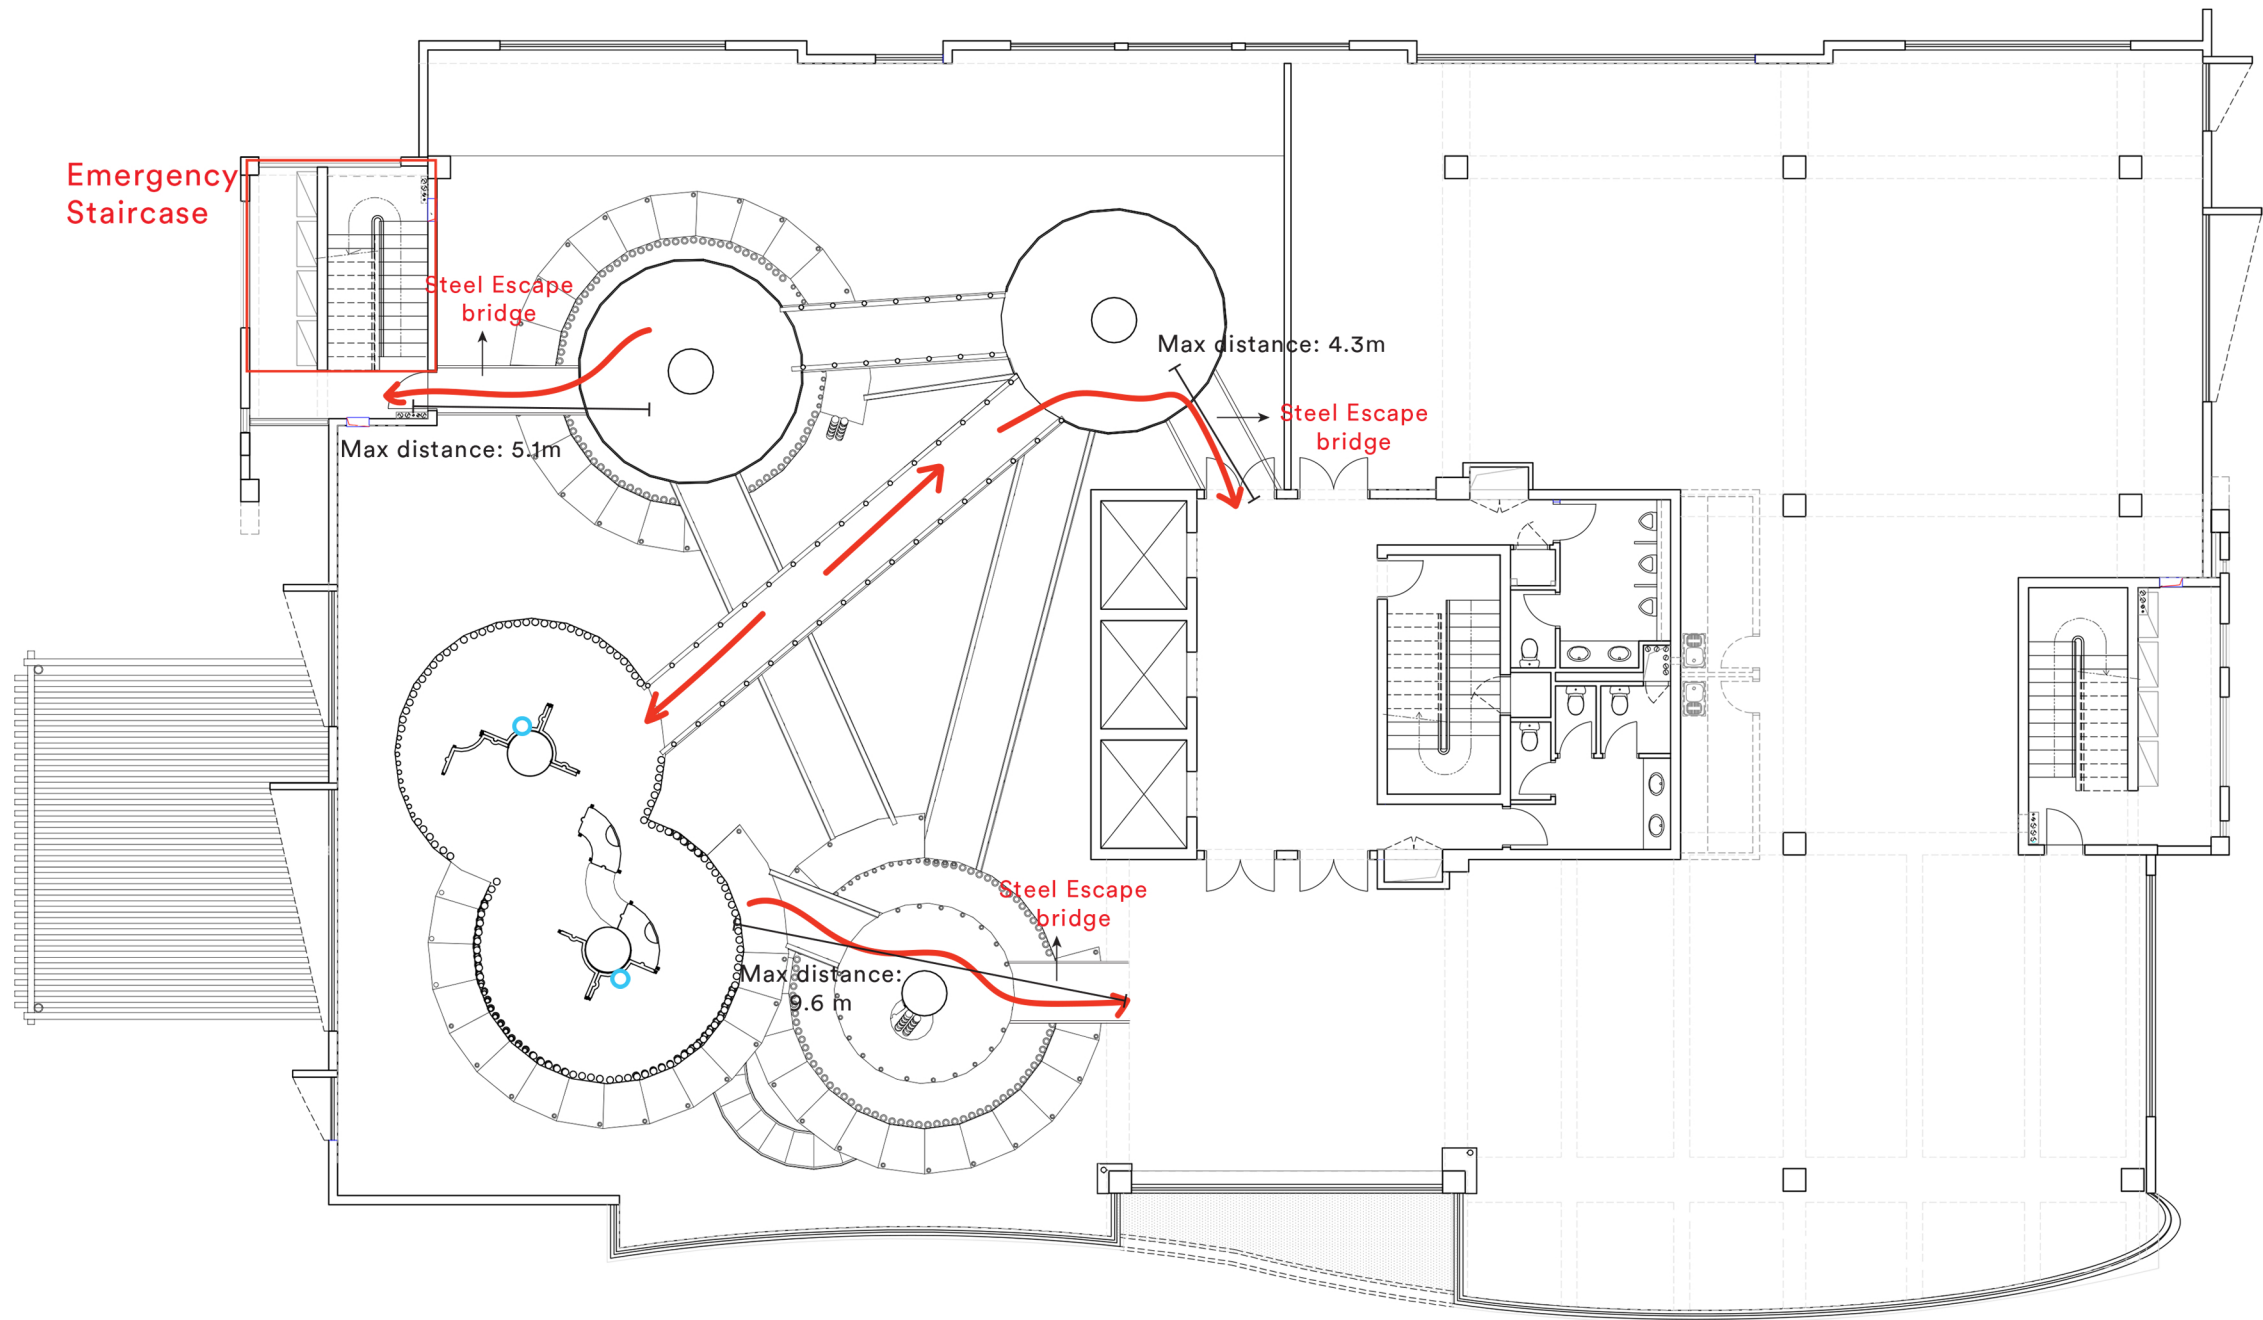 Emergency
Staircase
Steel Escape
bridge
Max distance: 4.3m
Steel Escape
bridge
Max distance: 5.1m
Steel Escape
bridge
Max distance:
9.6 m